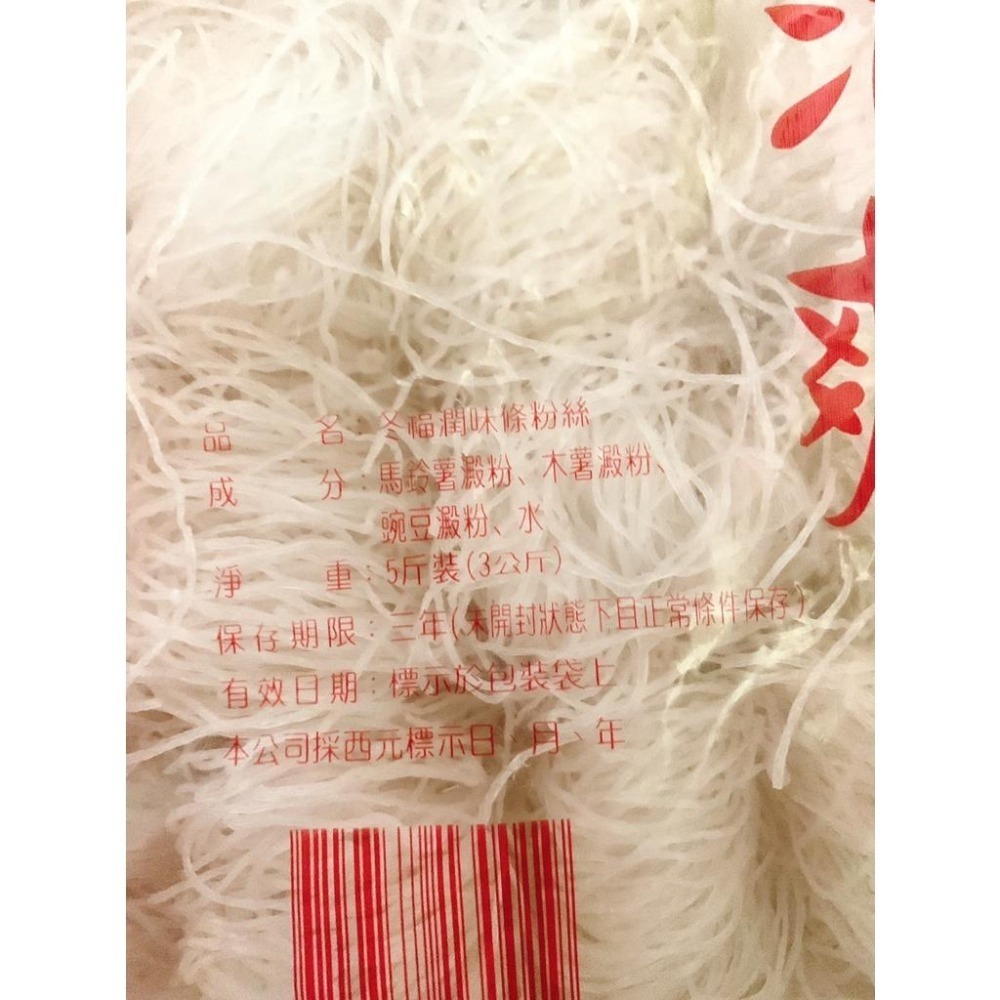 品名：冬福潤味條粉絲
成分：馬鈴薯澱粉、木薯澱粉、
豌豆澱粉、水
淨重：5斤裝(3公斤)
保存期限：三年(未開封狀態下且正常條件保存)
有效日期：標示於包裝袋上
本公司採西元標示日、月、年